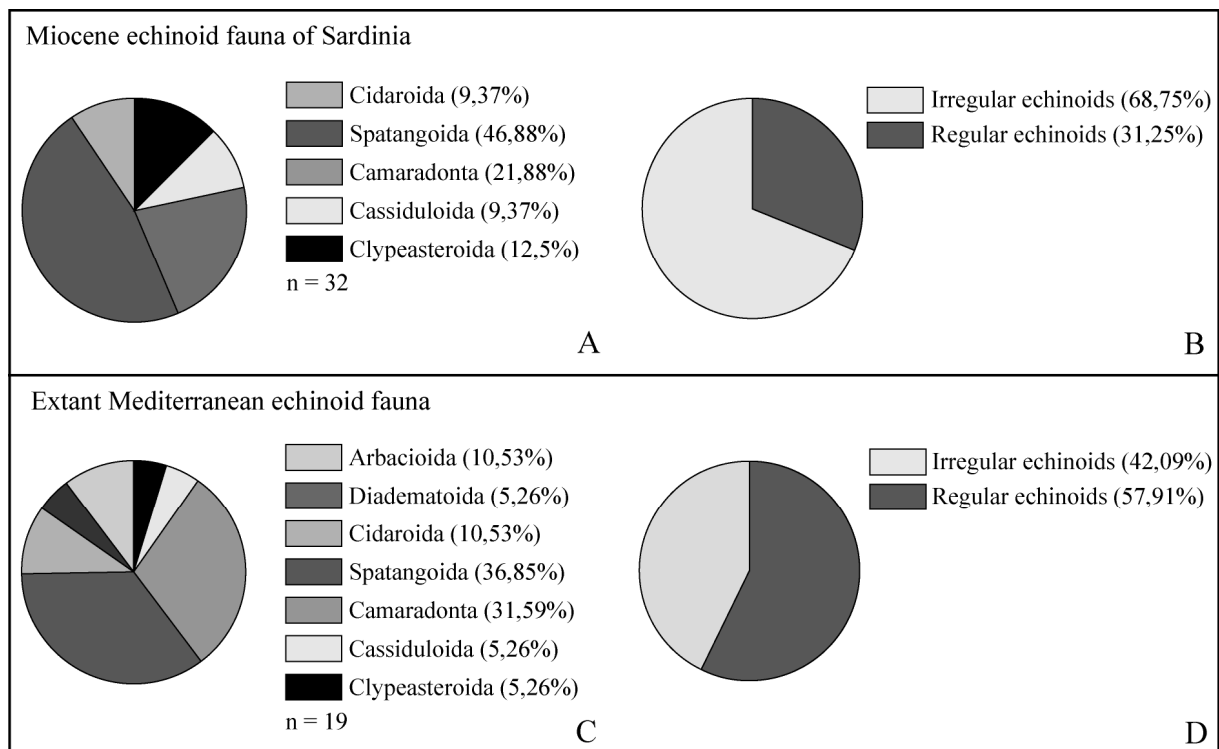 Miocene echinoid fauna of Sardinia
Cidaroida (9,37%)
Spatangoida (46,88%)
Camaradonta (21,88%)
Cassiduloida (9,37%)
Clypeasteroida (12,5%)
n = 32
A
Irregular echinoids (68,75%)
Regular echinoids (31,25%)
B
Extant Mediterranean echinoid fauna
Arbacioida (10,53%)
Diadematoida (5,26%)
Cidaroida (10,53%)
Spatangoida (36,85%)
Camaradonta (31,59%)
Cassiduloida (5,26%)
Clypeasteroida (5,26%)
n = 19
C
Irregular echinoids (42,09%)
Regular echinoids (57,91%)
D